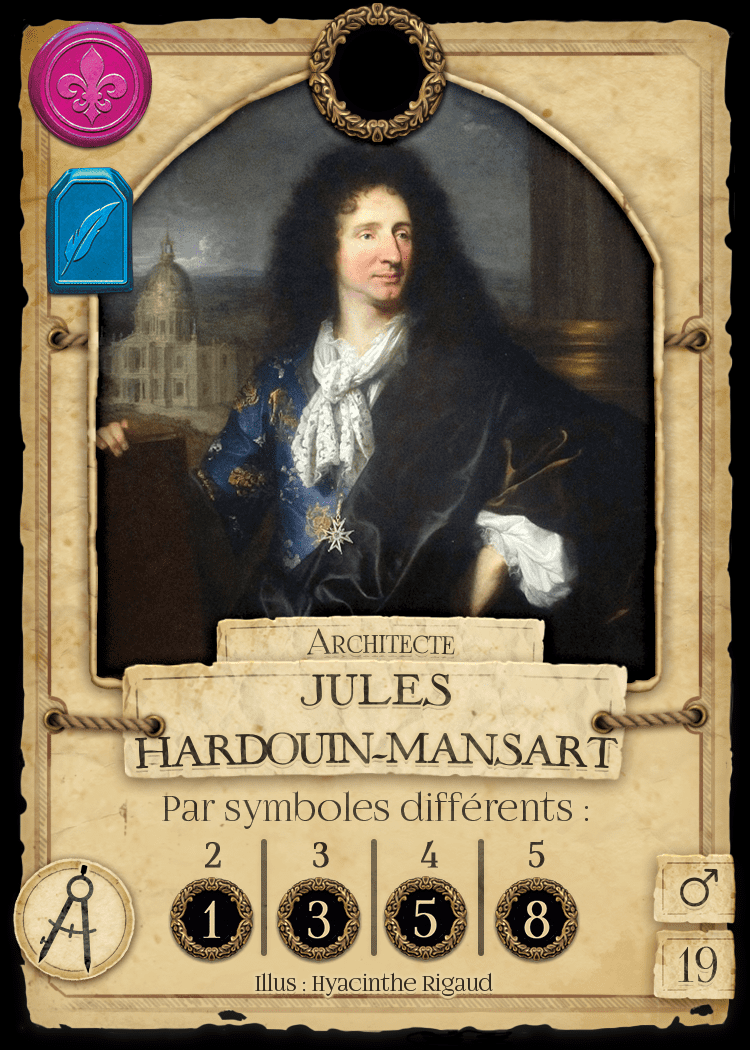 Architecte
JULES
HARDOUIN-MANSART
Par symboles différents :
2 3 4 5
1 3 5 8
♂
19
Illus : Hyacinthe Rigaud